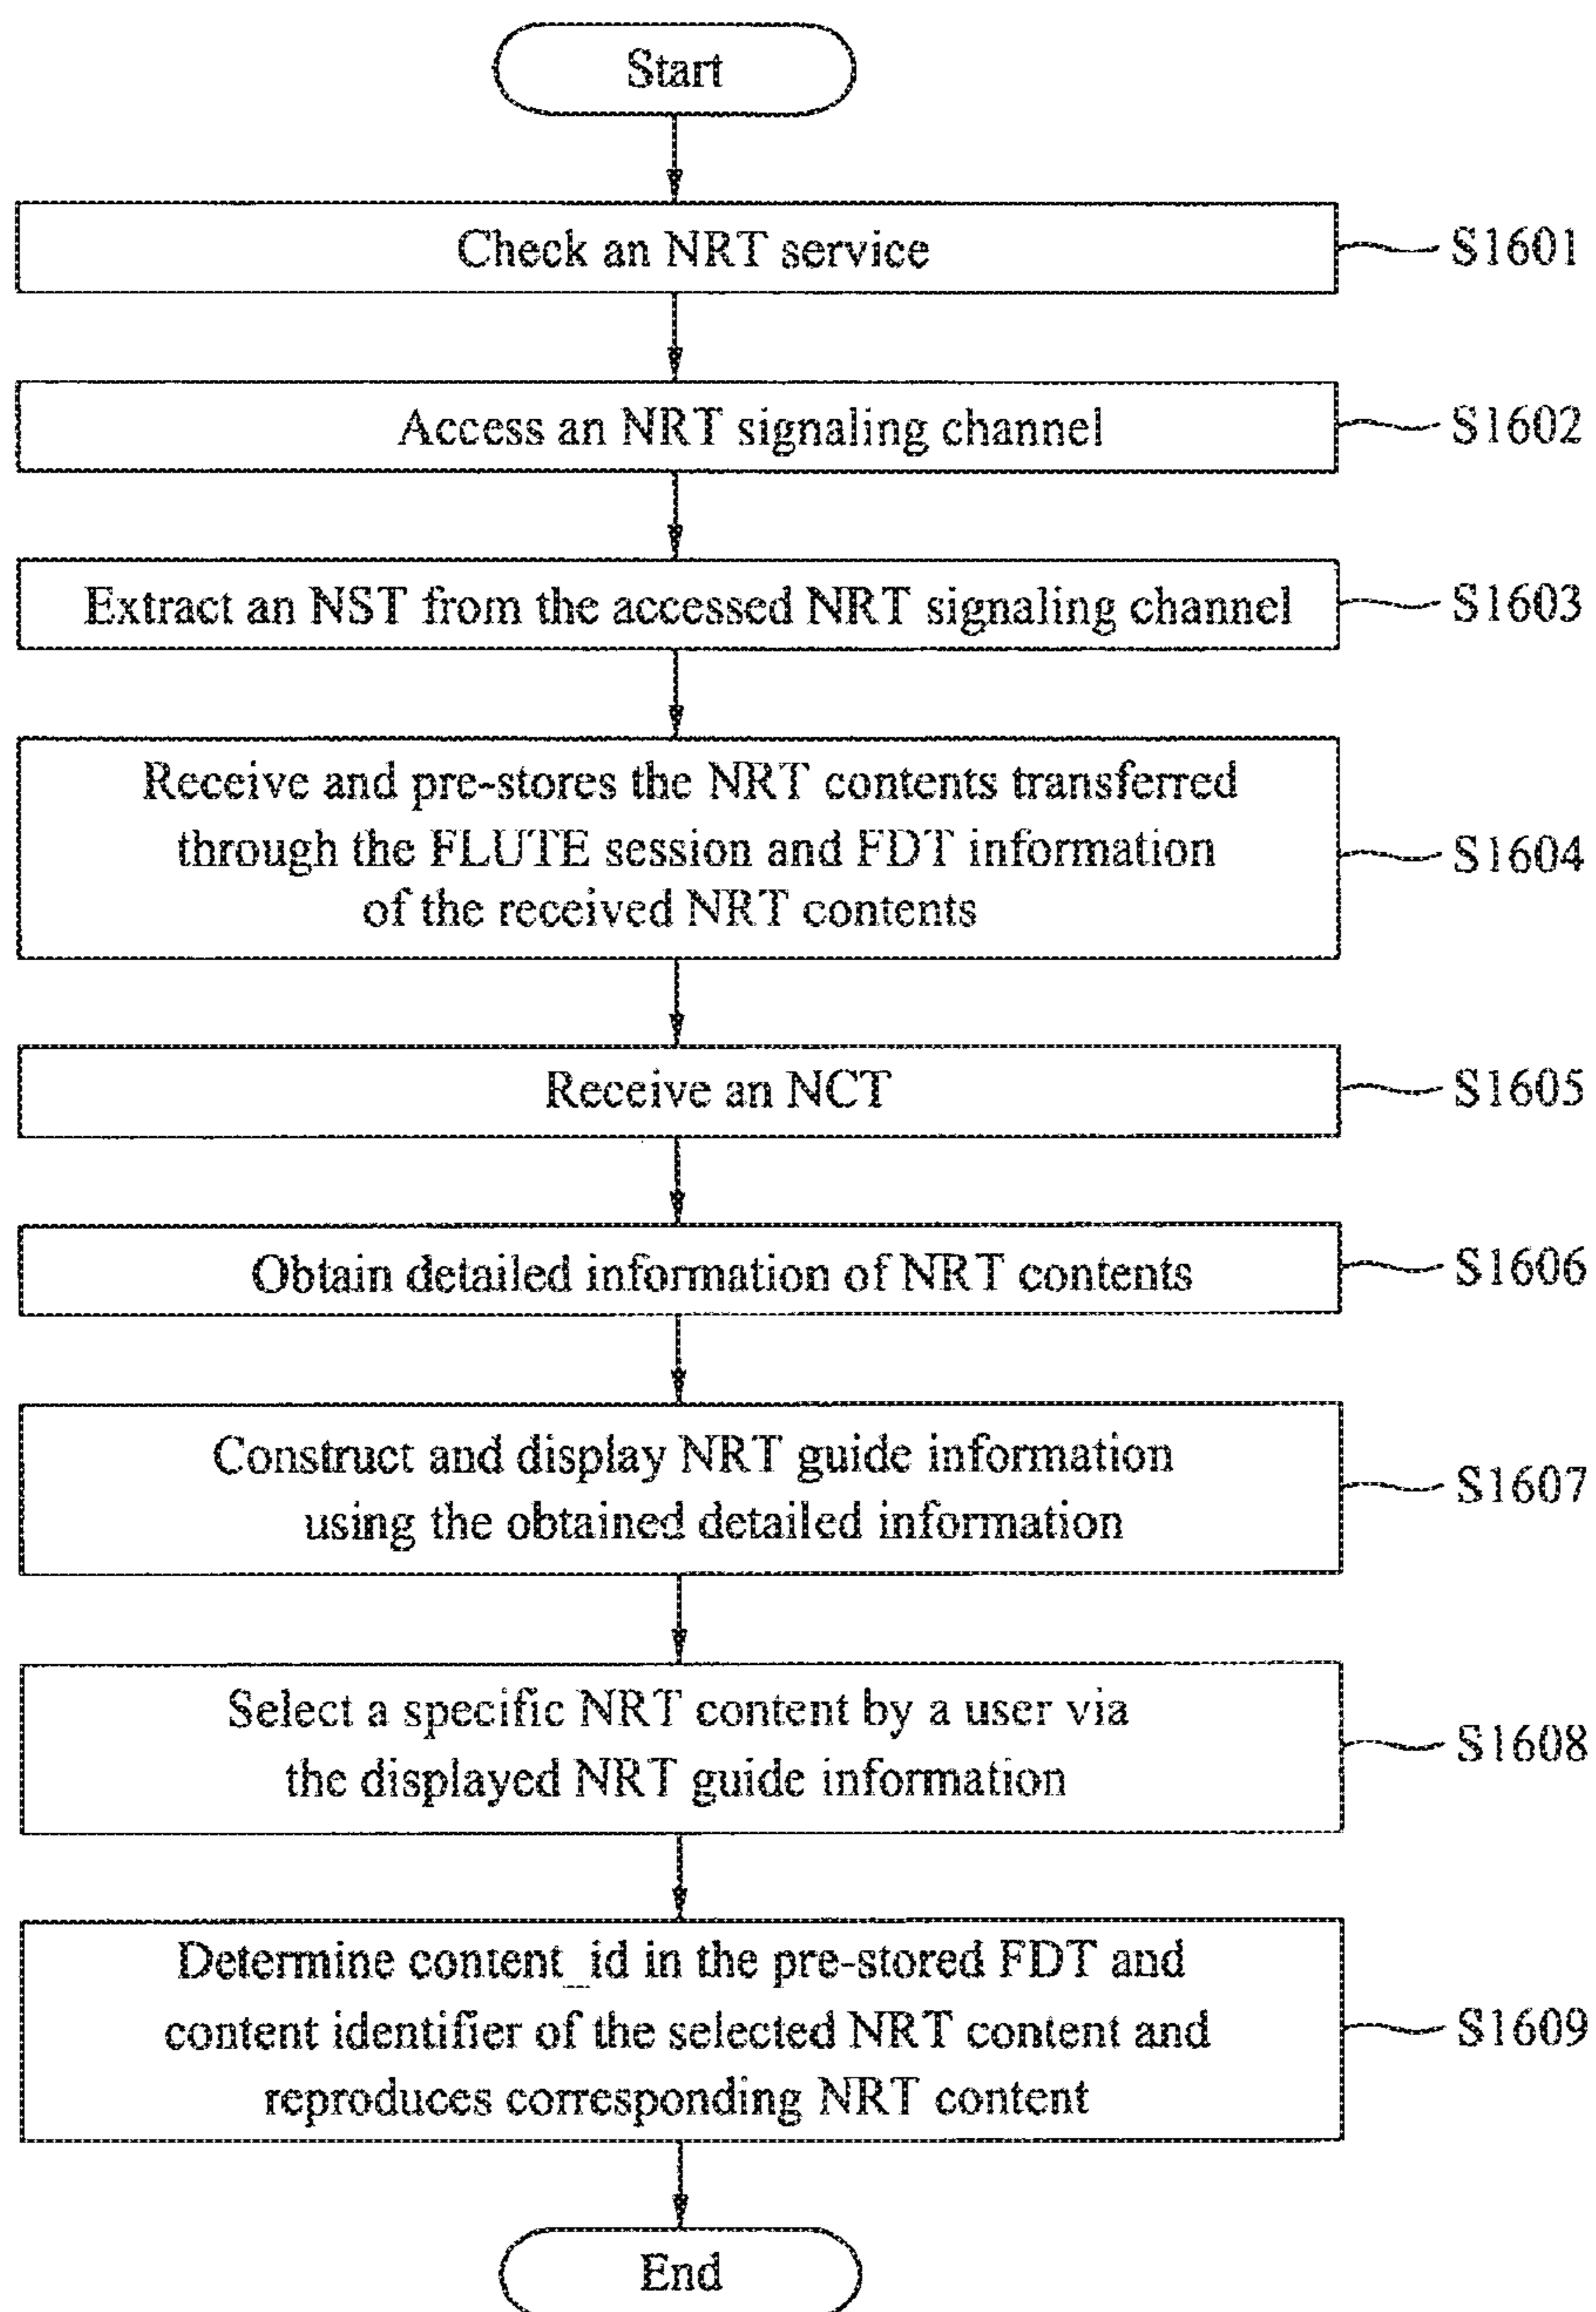 Start
Check an NRT service
S1601
Access an NRT signaling channel
S1602
Extract an NST from the accessed NRT signaling channel
S1603
Receive and pre-stores the NRT contents transferred
through the FLUTE session and FDT information
of the received NRT contents
S1604
Receive an NCT
S1605
Obtain detailed information of NRT contents
S1606
Construct and display NRT guide information
using the obtained detailed information
S1607
Select a specific NRT content by a user via
the displayed NRT guide information
S1608
Determine content_id in the pre-stored FDT and
content identifier of the selected NRT content and
reproduces corresponding NRT content
S1609
End